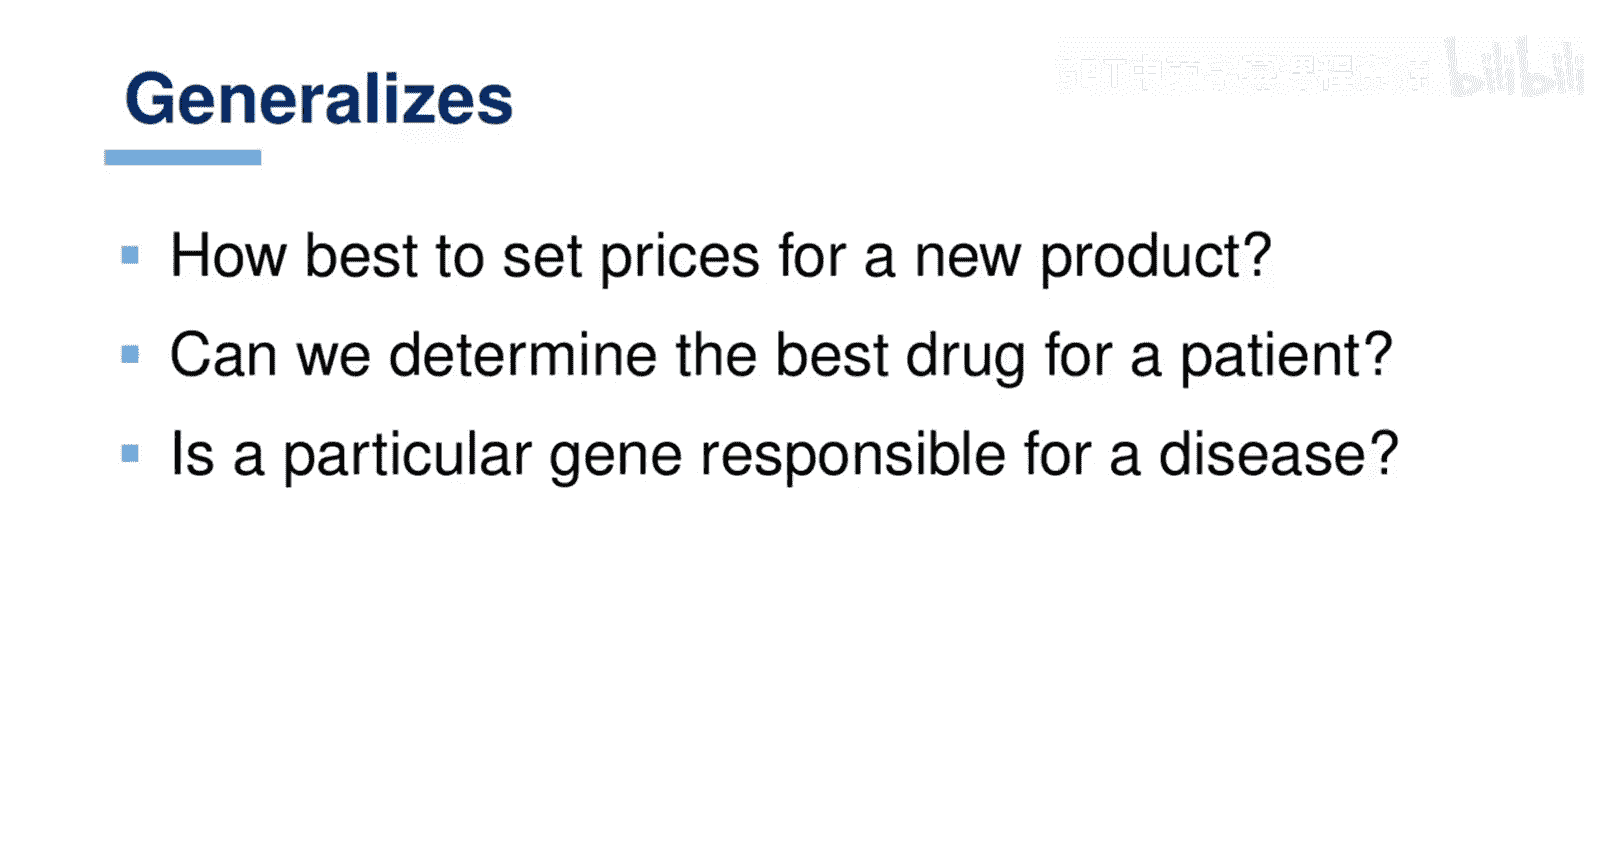 bilibili
Generalizes
How best to set prices for a new product?
Can we determine the best drug for a patient?
Is a particular gene responsible for a disease?